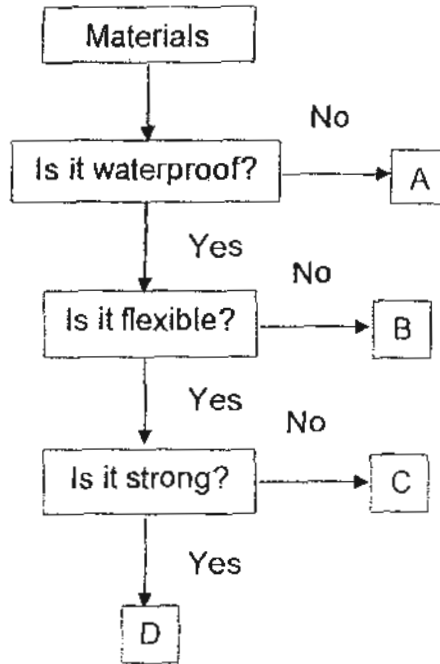 Materials
No
Is it waterproof?
A
Yes
No
Is it flexible?
B
Yes
No
Is it strong?
C
Yes
D